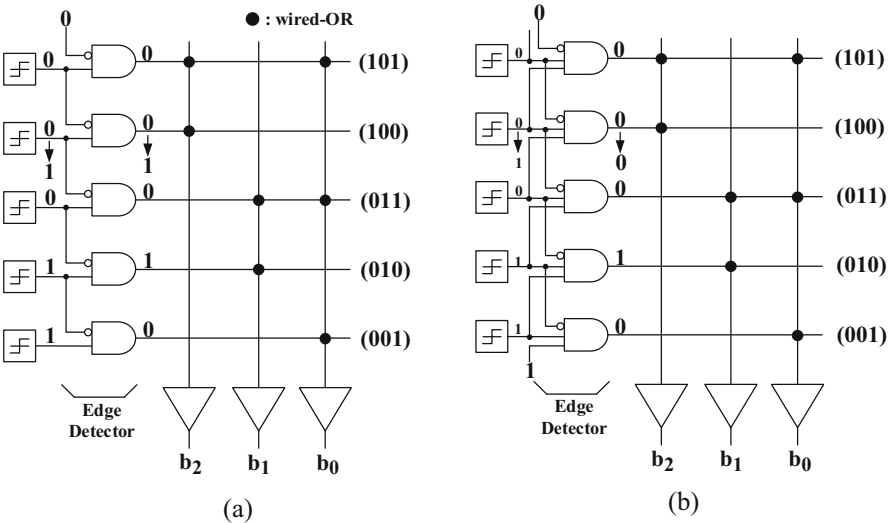 0
● : wired-OR
0 0 (101)
0 0 (100)
1 1
0 0 (011)
1 1 (010)
1 0 (001)
Edge
Detector
b2 b1 b0
(a)
0
0 0 (101)
0 0 (100)
1 0
0 0 (011)
1 1 (010)
1 0 (001)
1
Edge
Detector
b2 b1 b0
(b)